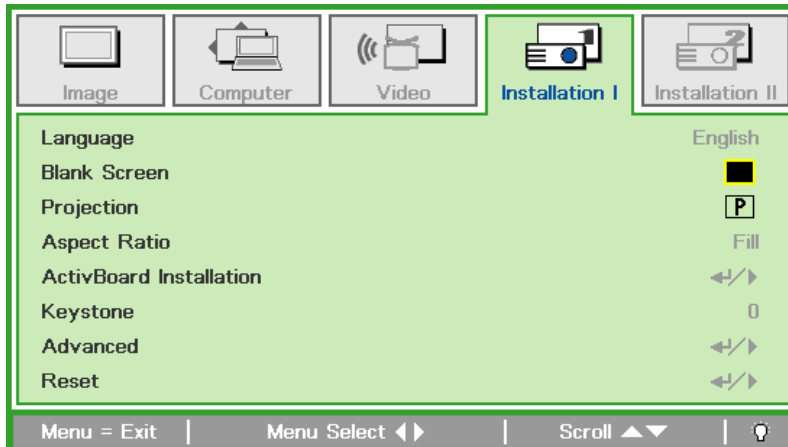 Image Computer Video Installation I Installation II
Language English
Blank Screen
Projection P
Aspect Ratio Fill
ActivBoard Installation
Keystone 0
Advanced
Reset
Menu = Exit Menu Select Scroll